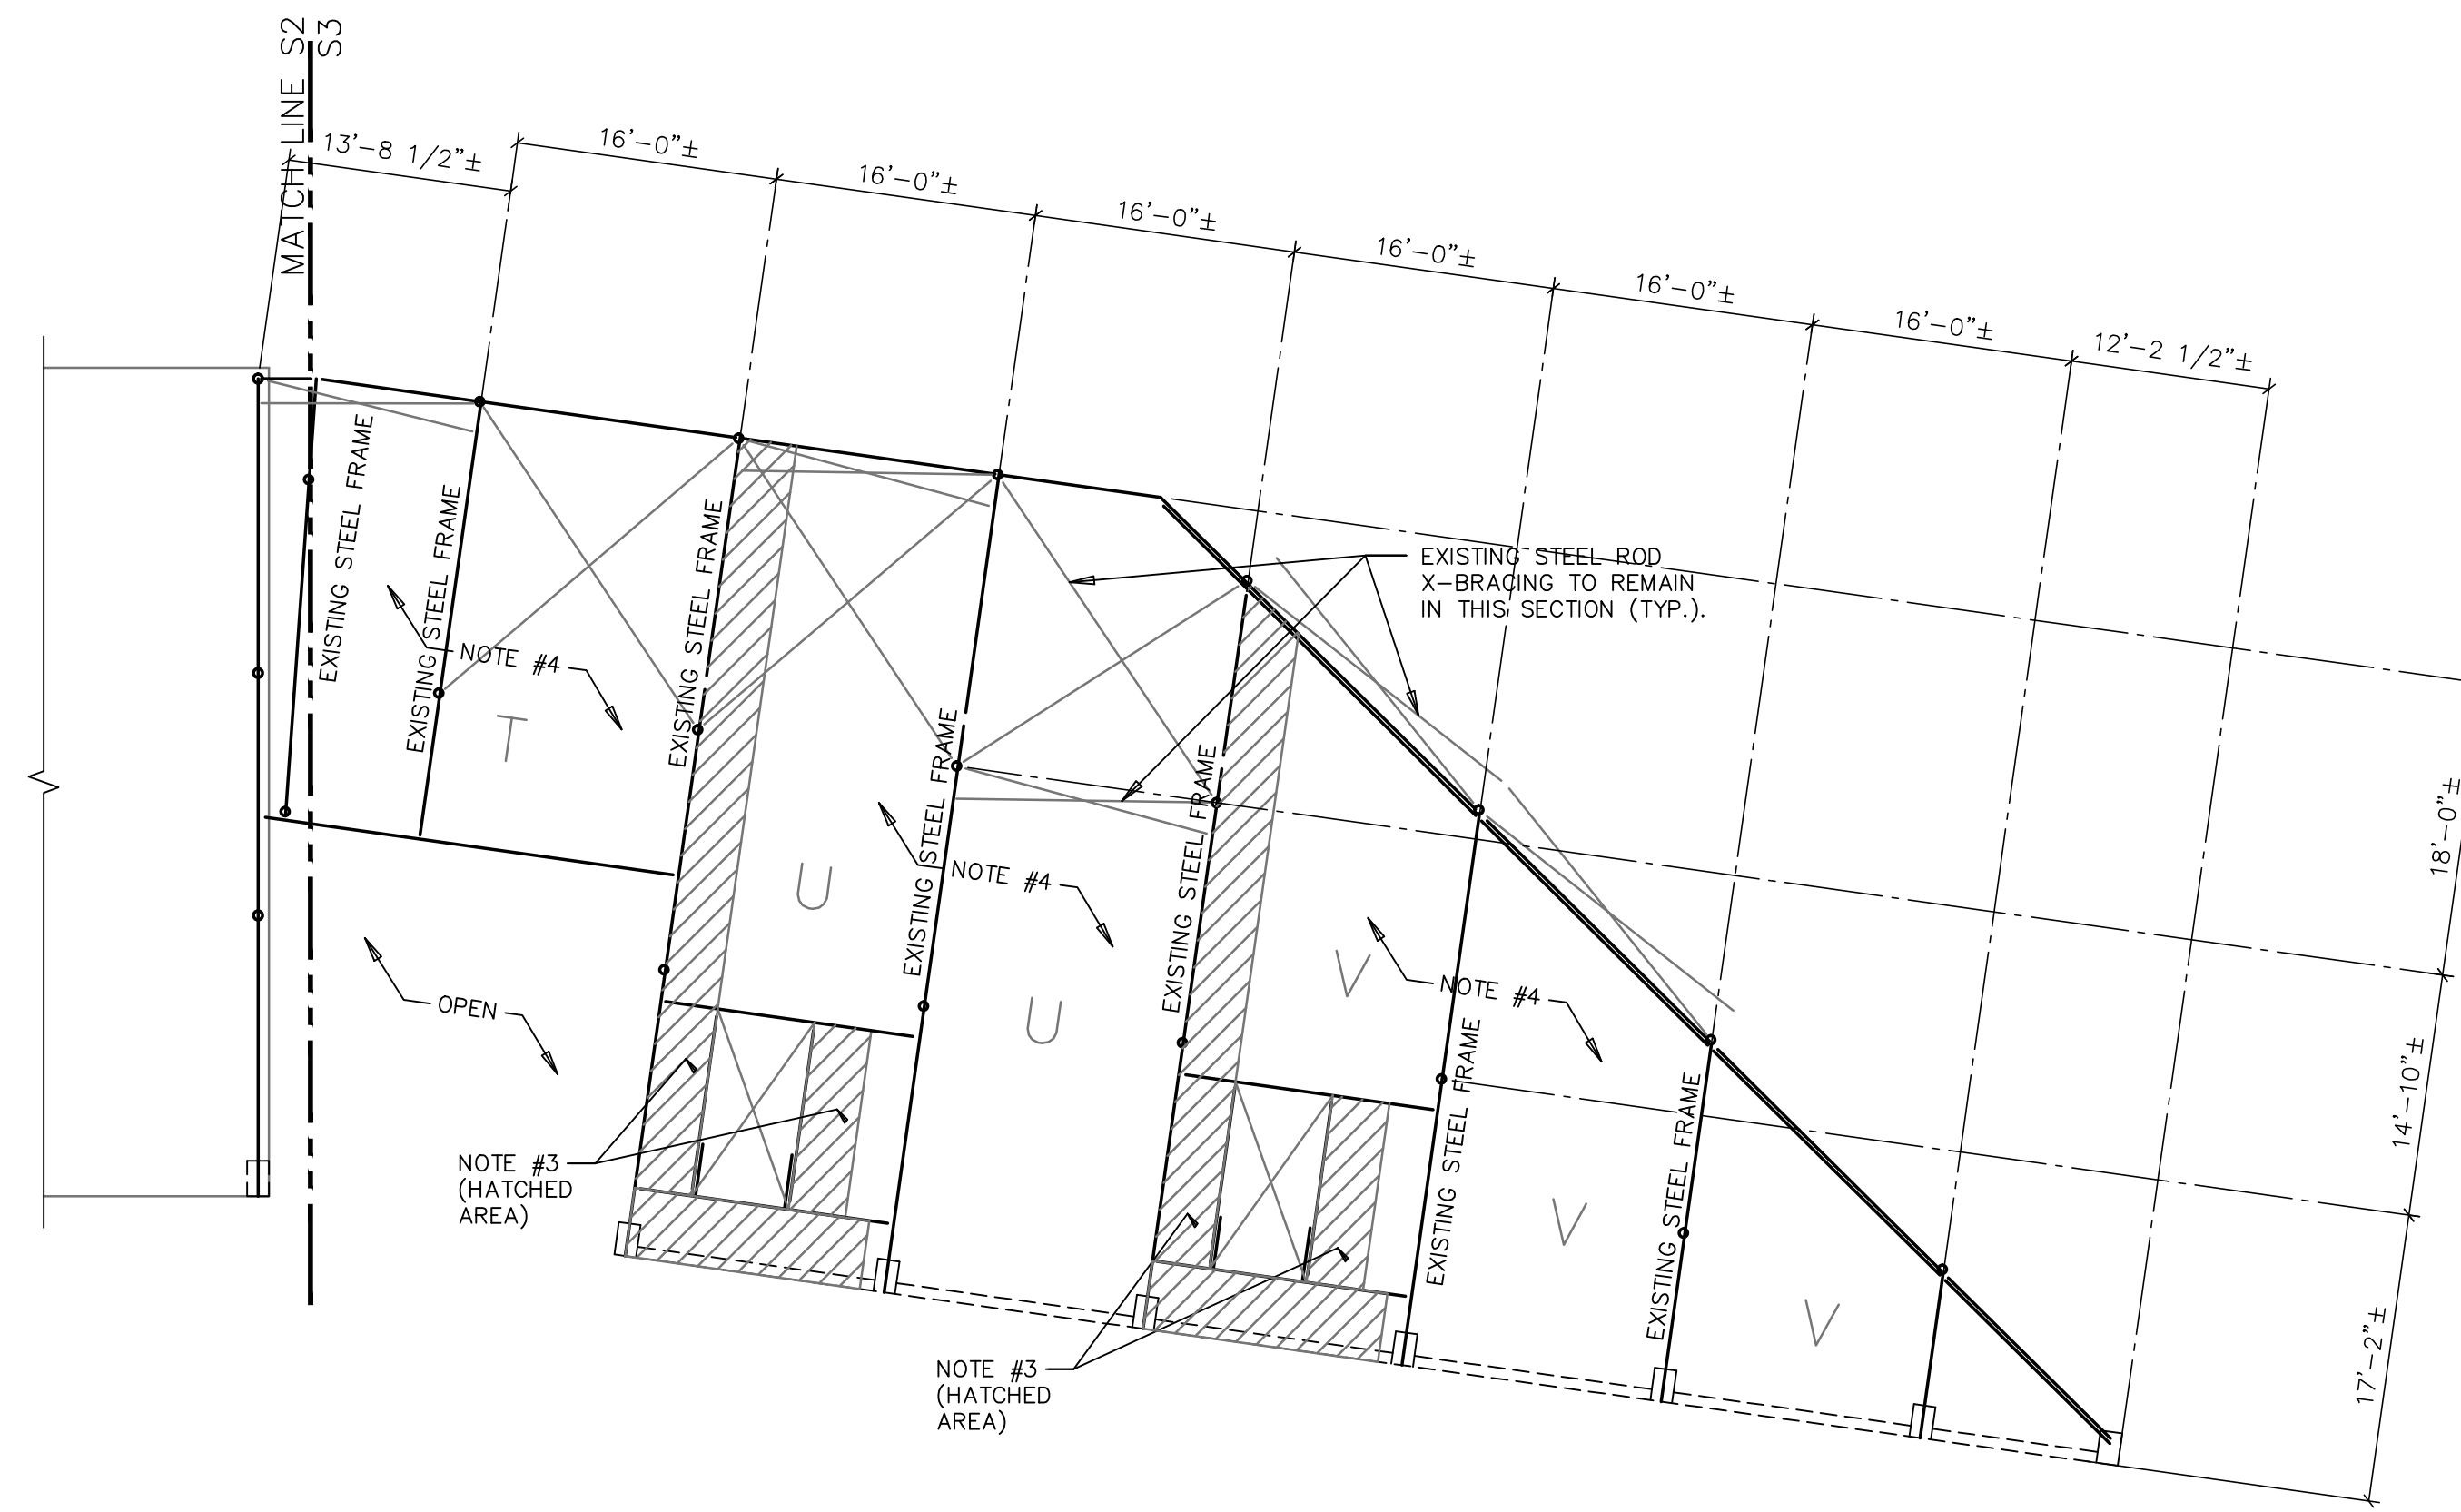 MATCH LINE S2
S3
13'-8 1/2"±
16'-0"±
16'-0"±
16'-0"±
16'-0"±
16'-0"±
16'-0"±
12'-2 1/2"±
EXISTING STEEL FRAME
EXISTING STEEL FRAME
EXISTING STEEL FRAME
EXISTING STEEL FRAME
EXISTING STEEL FRAME
EXISTING STEEL FRAME
EXISTING STEEL FRAME
EXISTING STEEL ROD
X-BRACING TO REMAIN
IN THIS SECTION (TYP.).
NOTE #4
T
U
NOTE #4
U
V
NOTE #4
V
V
OPEN
NOTE #3
(HATCHED
AREA)
NOTE #3
(HATCHED
AREA)
18'-0"±
14'-10"±
17'-2"±